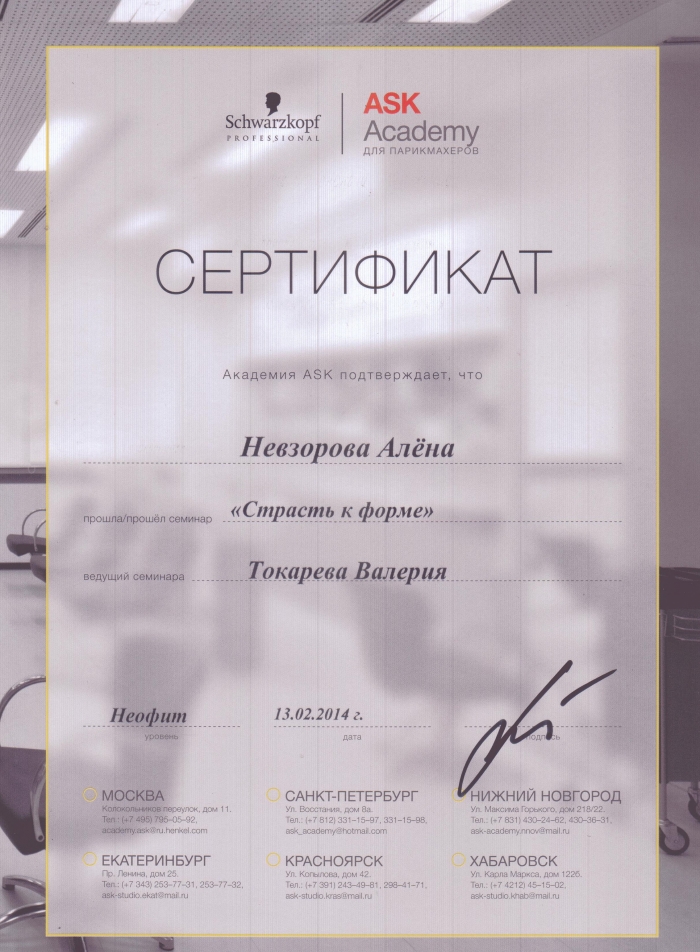 Schwarzkopf
PROFESSIONAL
ASK
Academy
ДЛЯ ПАРИКМАХЕРОВ
СЕРТИФИКАТ
Академия ASK подтверждает, что
Невзорова Алёна
прошла/прошёл семинар «Страсть к форме»
ведущий семинара Токарева Валерия
Неофит
уровень
13.02.2014 г.
дата
подпись
МОСКВА
Колокольников переулок, дом 11.
Тел.: (+7 495) 795-05-92,
academy.ask@ru.henkel.com
САНКТ-ПЕТЕРБУРГ
Ул. Восстания, дом 8а.
Тел.: (+7 812) 331-15-97, 331-15-98,
ask_academy@hotmail.com
НИЖНИЙ НОВГОРОД
Ул. Максима Горького, дом 218/22.
Тел.: (+7 831) 430-24-62, 430-36-31,
ask-academy.nnov@mail.ru
ЕКАТЕРИНБУРГ
Пр. Ленина, дом 25.
Тел.: (+7 343) 253-77-31, 253-77-32,
ask-studio.ekat@mail.ru
КРАСНОЯРСК
Ул. Копылова, дом 42.
Тел.: (+7 391) 243-49-81, 298-41-71,
ask-studio.kras@mail.ru
ХАБАРОВСК
Ул. Карла Маркса, дом 122б.
Тел.: (+7 4212) 45-15-02,
ask-studio.khab@mail.ru